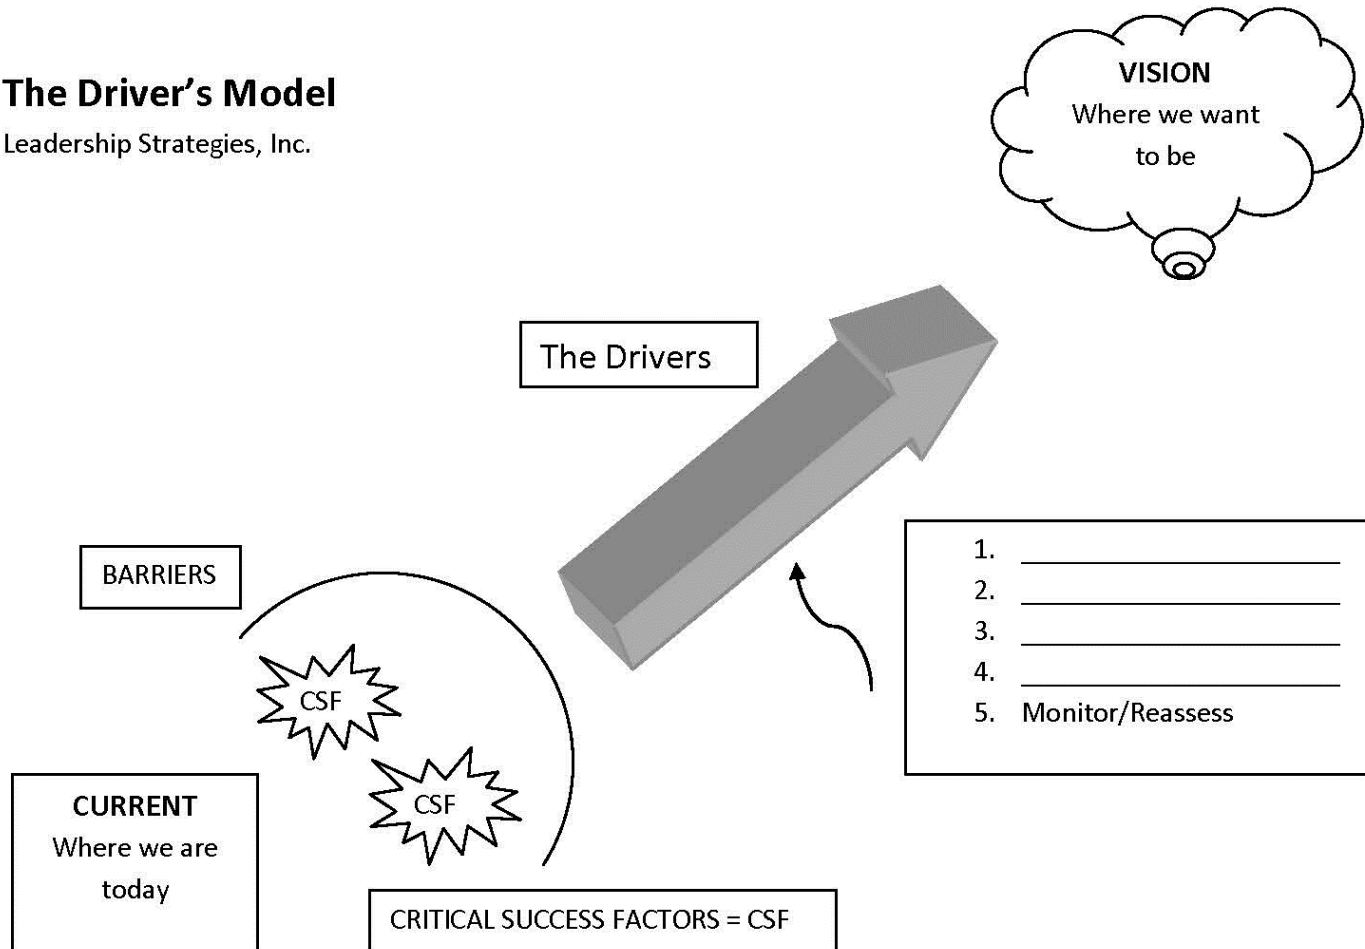 The Driver’s Model
Leadership Strategies, Inc.
VISION
Where we want
to be
The Drivers
BARRIERS
CSF
CSF
1.
2.
3.
4.
5. Monitor/Reassess
CURRENT
Where we are
today
CRITICAL SUCCESS FACTORS = CSF